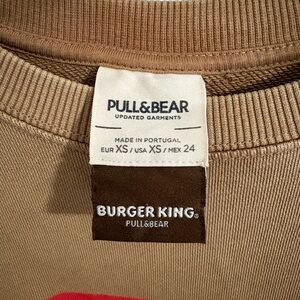 PULL&BEAR
UPDATED GARMENTS
MADE IN PORTUGAL
EUR XS / USA XS / MEX 24
BURGER KING®
PULL&BEAR